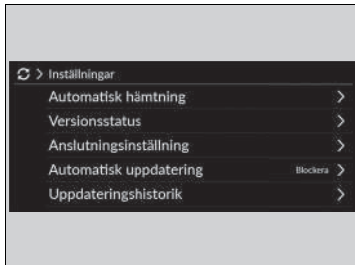 > Inställningar
Automatisk hämtning >
Versionsstatus >
Anslutningsinställning >
Automatisk uppdatering Blockera >
Uppdateringshistorik >